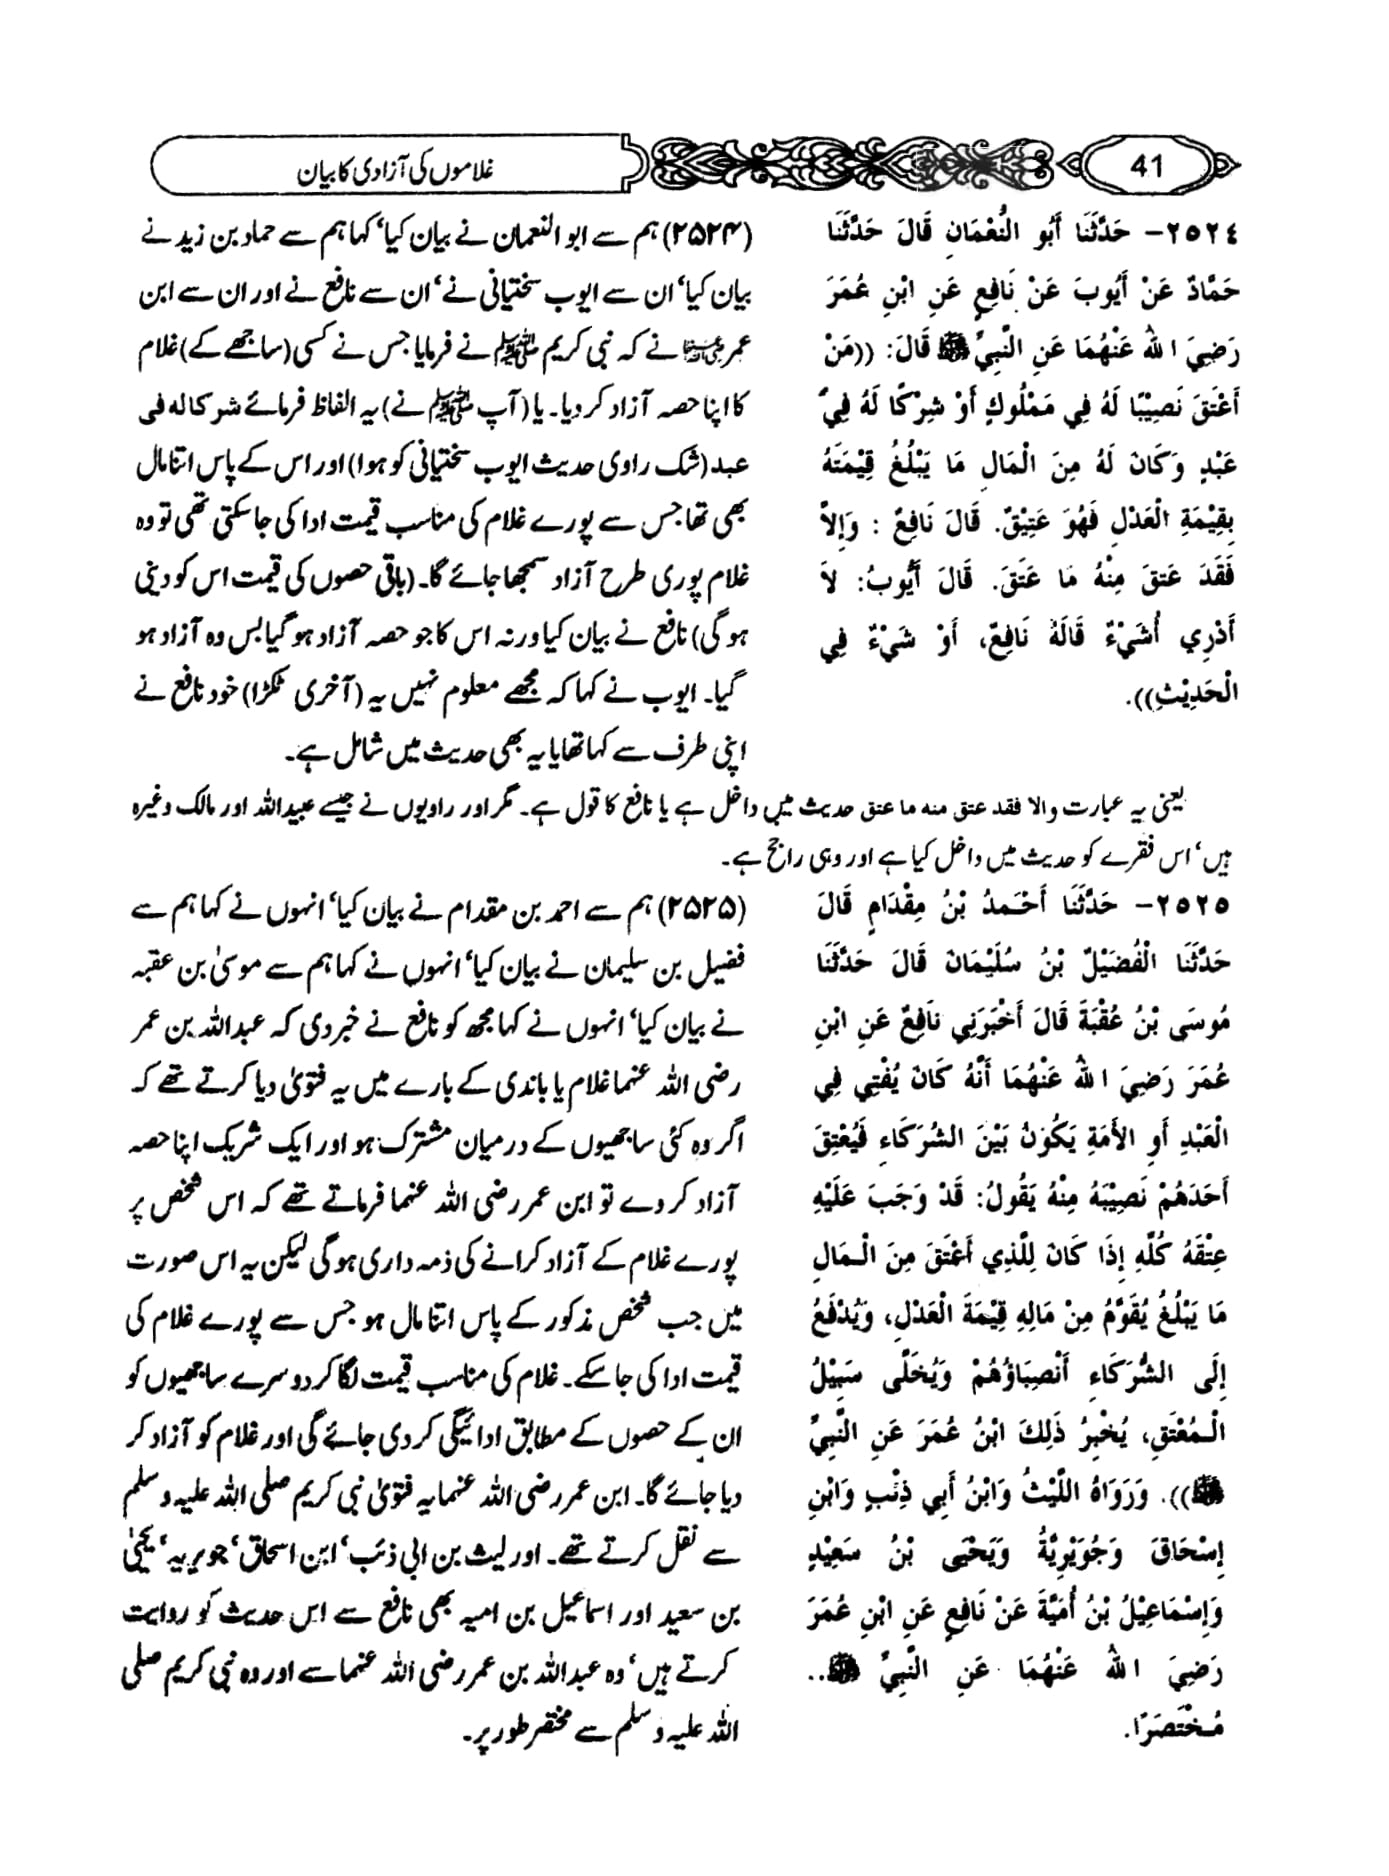 41
غلاموں کی آزادی کا بیان
٢٥٢٤- حَدَّثَنَا أَبُو النُّعْمَانِ قَالَ حَدَّثَنَا
حَمَّادٌ عَنْ أَيُّوبَ عَنْ نَافِعٍ عَنِ ابْنِ عُمَرَ
رَضِيَ اللهُ عَنْهُمَا عَنِ النَّبِيِّ ﷺ قَالَ: ((مَنْ
أَعْتَقَ نَصِيْبًا لَهُ فِي مَمْلُوكٍ أَوْ شِرْكًا لَهُ فِي
عَبْدٍ وَكَانَ لَهُ مِنَ الْمَالِ مَا يَبْلُغُ قِيْمَتَهُ
بِقِيْمَةِ الْعَدْلِ فَهُوَ عَتِيْقٌ. قَالَ نَافِعٌ : وَإِلاَّ
فَقَدَ عَتَقَ مِنْهُ مَا عَتَقَ. قَالَ أَيُّوبُ: لاَ
أَدْرِي أَشَيْءٌ قَالَهُ نَافِعٌ، أَوْ شَيْءٌ فِي
الْحَدِيْثِ)).
(۲۵۲۴) ہم سے ابو النعمان نے بیان کیا‘ کہا ہم سے حماد بن زید نے
بیان کیا‘ ان سے ایوب سختیانی نے‘ ان سے نافع نے اور ان سے ابن
عمر رضی اللہ عنہما نے کہ نبی کریم ﷺ نے فرمایا جس نے کسی (ساجھے کے) غلام
کا اپنا حصہ آزاد کر دیا۔ یا (آپ ﷺ نے) یہ الفاظ فرمائے شرکا لہ فی
عبد (شک راوی حدیث ایوب سختیانی کو ہوا) اور اس کے پاس اتنا مال
بھی تھا جس سے پورے غلام کی مناسب قیمت ادا کی جا سکتی تھی تو وہ
غلام پوری طرح آزاد سمجھا جائے گا۔ (باقی حصوں کی قیمت اس کو دینی
ہو گی) نافع نے بیان کیا ورنہ اس کا جو حصہ آزاد ہو گیا بس وہ آزاد ہو
گیا۔ ایوب نے کہا کہ مجھے معلوم نہیں یہ (آخری ٹکڑا) خود نافع نے
اپنی طرف سے کہا تھا یا یہ بھی حدیث میں شامل ہے۔
یعنی یہ عبارت والا فقد عتق منه ما عتق حدیث میں داخل ہے یا نافع کا قول ہے۔ مگر اور راویوں نے جیسے عبیداللہ اور مالک وغیرہ
ہیں‘ اس فقرے کو حدیث میں داخل کیا ہے اور وہی راجح ہے۔
٢٥٢٥- حَدَّثَنَا أَحْمَدُ بْنُ مِقْدَامٍ قَالَ
حَدَّثَنَا الْفُضَيْلُ بْنُ سُلَيْمَانَ قَالَ حَدَّثَنَا
مُوسَى بْنُ عُقْبَةَ قَالَ أَخْبَرَنِي نَافِعٌ عَنِ ابْنِ
عُمَرَ رَضِيَ اللهُ عَنْهُمَا أَنَّهُ كَانَ يُفْتِي فِي
الْعَبْدِ أَوِ الأَمَةِ يَكُوْنُ بَيْنَ الشُّرَكَاءِ فَيُعْتِقَ
أَحَدَهُمْ نَصِيْبَهُ مِنْهُ يَقُولُ: قَدْ وَجَبَ عَلَيْهِ
عِتْقَهُ كُلِّهِ إِذَا كَانَ لِلَّذِي أَعْتَقَ مِنَ الْمَالِ
مَا يَبْلُغُ يُقَوَّمُ مِنْ مَالِهِ قِيْمَةَ الْعَدْلِ، وَيُدْفَعُ
إِلَى الشُّرَكَاءِ أَنْصِبَاؤُهُمْ وَيُخَلَّى سَبِيْلُ
الْمُعْتَقِ، يُخْبِرُ ذَلِكَ ابْنُ عُمَرَ عَنِ النَّبِيِّ
ﷺ)). وَرَوَاهُ اللَّيْثُ وَابْنُ أَبِي ذِئْبٍ وَابْنِ
إِسْحَاقَ وَجُوَيْرِيَّةُ وَيَحْيَى بْنُ سَعِيْدٍ
وَإِسْمَاعِيْلُ بْنُ أُمَيَّةَ عَنْ نَافِعٍ عَنِ ابْنِ عُمَرَ
رَضِيَ اللهُ عَنْهُمَا عَنِ النَّبِيِّ ﷺ..
مُخْتَصَرًا.
(۲۵۲۵) ہم سے احمد بن مقدام نے بیان کیا‘ انہوں نے کہا ہم سے
فضیل بن سلیمان نے بیان کیا‘ انہوں نے کہا ہم سے موسیٰ بن عقبہ
نے بیان کیا‘ انہوں نے کہا مجھ کو نافع نے خبر دی کہ عبداللہ بن عمر
رضی اللہ عنہما غلام یا باندی کے بارے میں یہ فتویٰ دیا کرتے تھے کہ
اگر وہ کئی ساجھیوں کے درمیان مشترک ہو اور ایک شریک اپنا حصہ
آزاد کر دے تو ابن عمر رضی اللہ عنہما فرماتے تھے کہ اس شخص پر
پورے غلام کے آزاد کرانے کی ذمہ داری ہو گی لیکن یہ اس صورت
میں جب شخص مذکور کے پاس اتنا مال ہو جس سے پورے غلام کی
قیمت ادا کی جا سکے۔ غلام کی مناسب قیمت لگا کر دوسرے ساجھیوں کو
ان کے حصوں کے مطابق ادائیگی کر دی جائے گی اور غلام کو آزاد کر
دیا جائے گا۔ ابن عمر رضی اللہ عنہما یہ فتویٰ نبی کریم صلی اللہ علیہ و سلم
سے نقل کرتے تھے۔ اور لیث بن ابی ذئب‘ ابن اسحاق‘ جویریہ‘ یحییٰ
بن سعید اور اسماعیل بن امیہ بھی نافع سے اس حدیث کو روایت
کرتے ہیں‘ وہ عبداللہ بن عمر رضی اللہ عنہما سے اور وہ نبی کریم صلی
اللہ علیہ و سلم سے مختصر طور پر۔